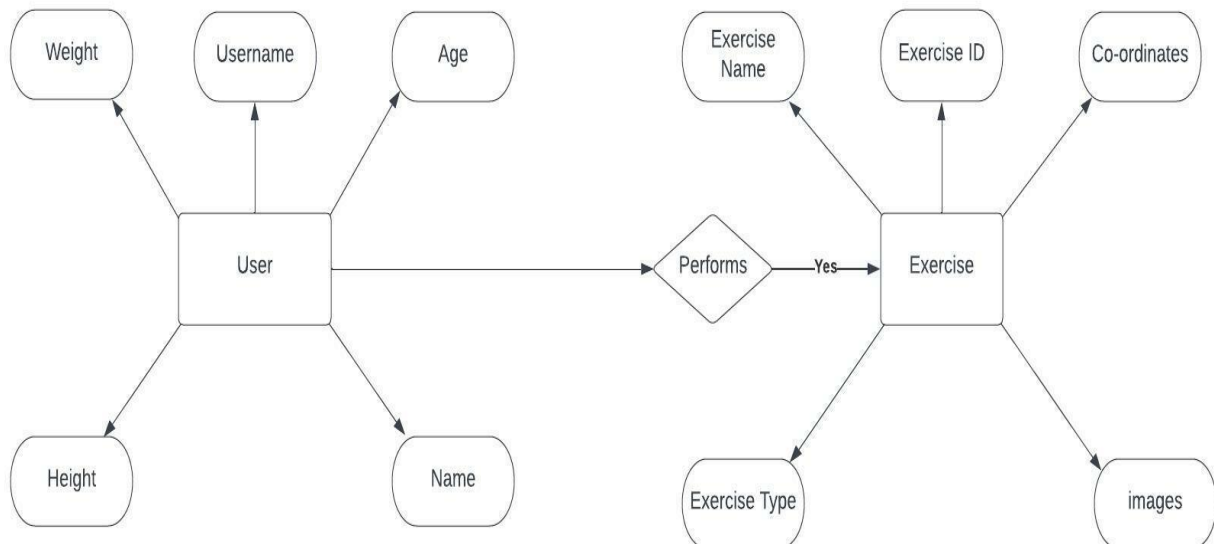 Weight
Username
Age
Exercise
Name
Exercise ID
Co-ordinates
User
Performs
Yes
Exercise
Height
Name
Exercise Type
images